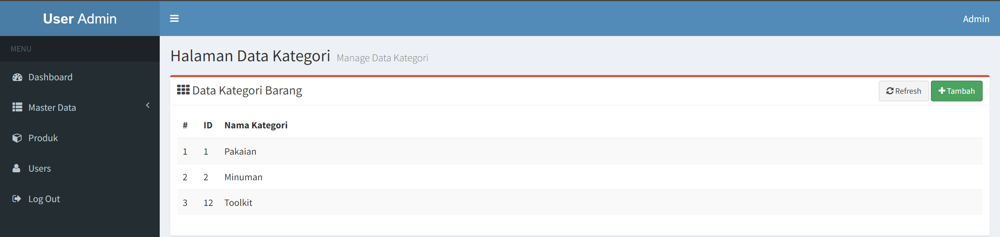 User Admin
Admin
MENU
Dashboard
Master Data
Produk
Users
Log Out
Halaman Data Kategori Manage Data Kategori
Data Kategori Barang
Refresh
Tambah
# ID Nama Kategori
1 1 Pakaian
2 2 Minuman
3 12 Toolkit